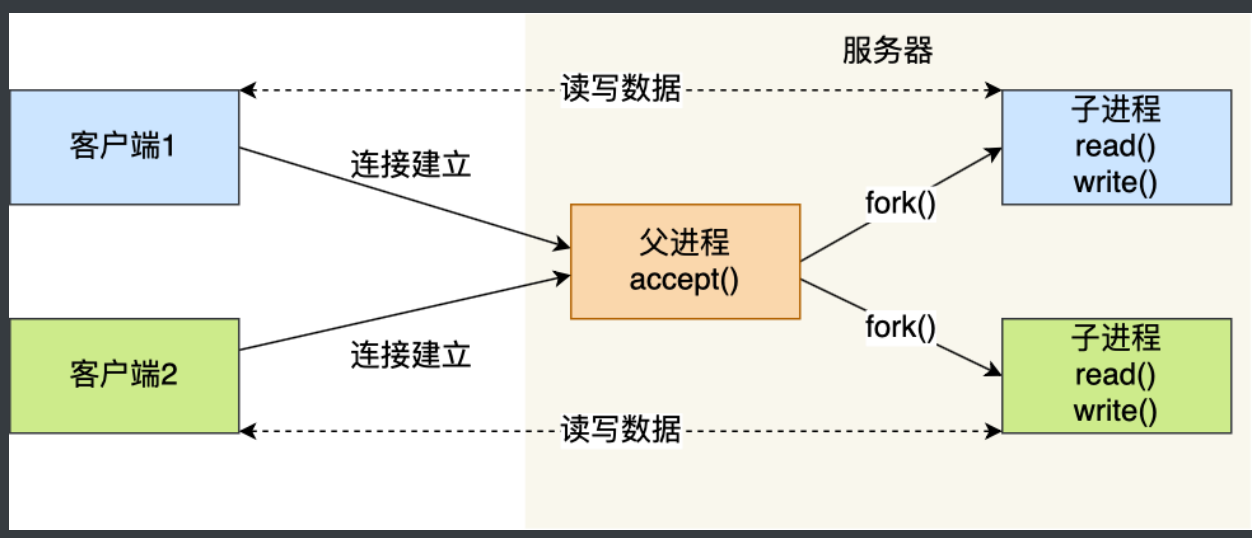 服务器
读写数据
客户端1
子进程
read()
write()
连接建立
fork()
父进程
accept()
客户端2
连接建立
fork()
子进程
read()
write()
读写数据